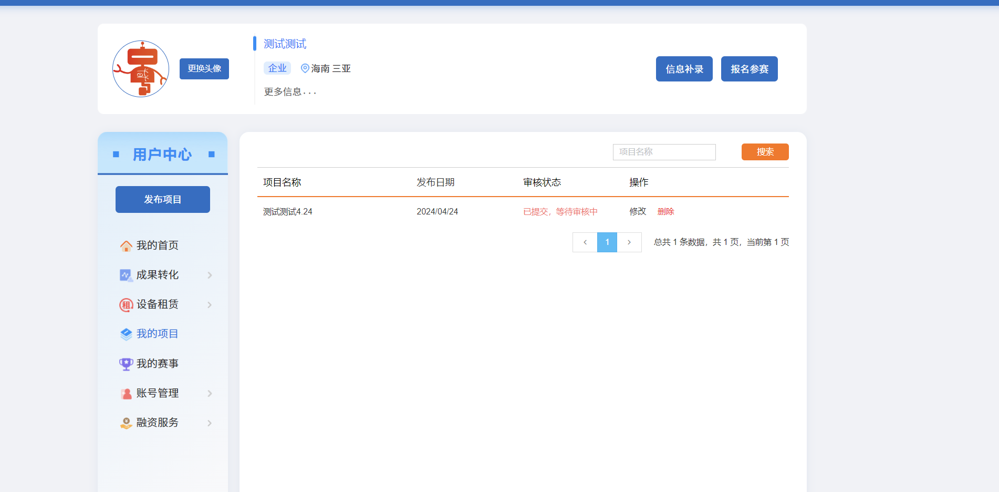 测试测试
更换头像
企业 海南 三亚
信息补录 报名参赛
更多信息...
用户中心
发布项目
我的首页
成果转化
租 设备租赁
我的项目
我的赛事
账号管理
融资服务
项目名称 搜索
项目名称 发布日期 审核状态 操作
测试测试4.24 2024/04/24 已提交，等待审核中 修改 删除
< 1 > 总共 1 条数据，共 1 页，当前第 1 页